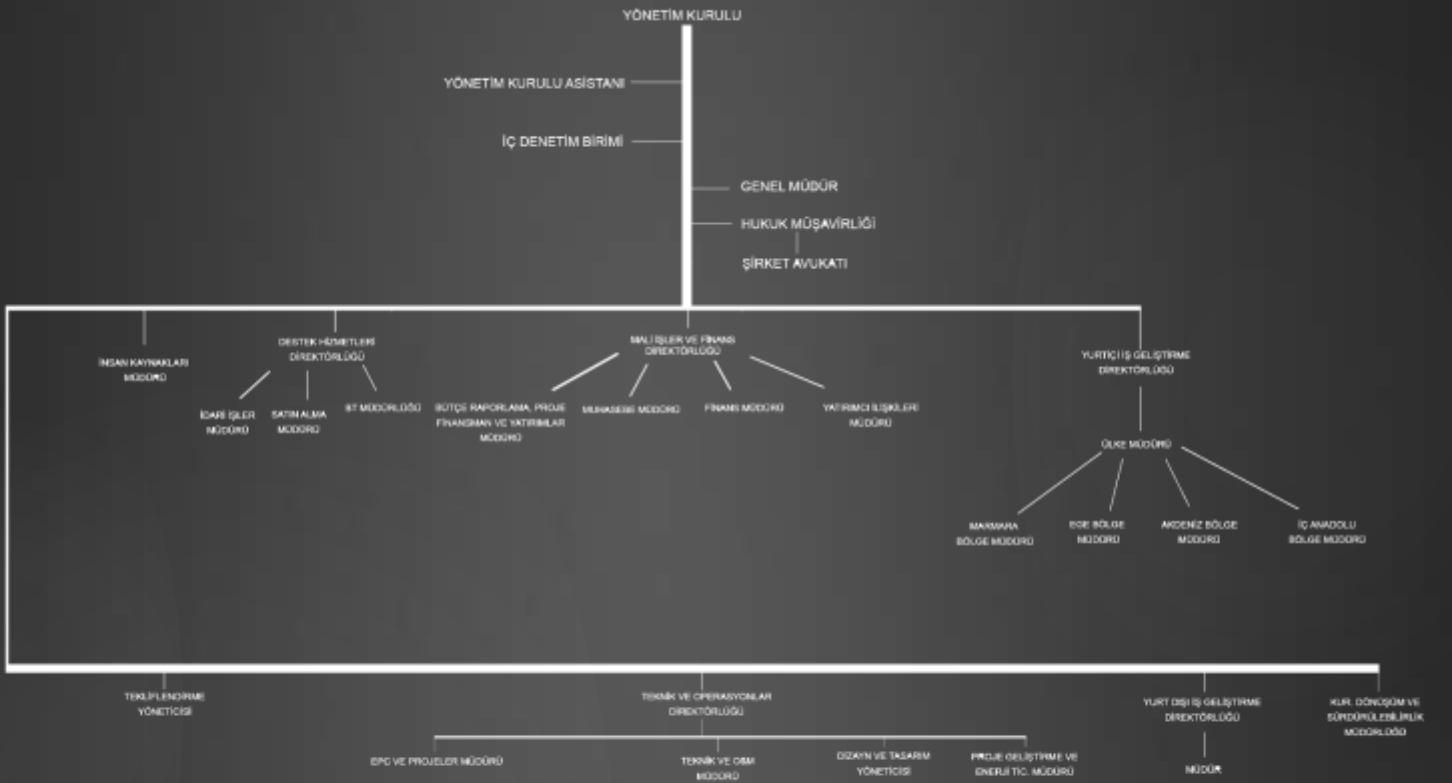 YÖNETİM KURULU
YÖNETİM KURULU ASİSTANI
İÇ DENETİM BİRİMİ
GENEL MÜDÜR
HUKUK MÜŞAVİRLİĞİ
ŞİRKET AVUKATI
İNSAN KAYNAKLARI
MÜDÜRÜ
DESTEK HİZMETLERİ
DİREKTÖRLÜĞÜ
İDARİ İŞLER
MÜDÜRÜ
SATIN ALMA
MÜDÜRÜ
BT MÜDÜRLÜĞÜ
MALİ İŞLER VE FİNANS
DİREKTÖRLÜĞÜ
BÜTÇE RAPORLAMA, PROJE
FİNANSMAN VE YATIRIMLAR
MÜDÜRÜ
MUHASEBE MÜDÜRÜ
FİNANS MÜDÜRÜ
YATIRIMCI İLİŞKİLERİ
MÜDÜRÜ
YURTİÇİ İŞ GELİŞTİRME
DİREKTÖRLÜĞÜ
ÜLKE MÜDÜRÜ
MARMARA
BÖLGE MÜDÜRÜ
EGE BÖLGE
MÜDÜRÜ
AKDENİZ BÖLGE
MÜDÜRÜ
İÇ ANADOLU
BÖLGE MÜDÜRÜ
TEKLİFLENDİRME
YÖNETİCİSİ
TEKNİK VE OPERASYONLAR
DİREKTÖRLÜĞÜ
EPC VE PROJELER MÜDÜRÜ
TEKNİK VE O&M
MÜDÜRÜ
DİZAYN VE TASARIM
YÖNETİCİSİ
PROJE GELİŞTİRME VE
ENERJİ TİC. MÜDÜRÜ
YURT DIŞI İŞ GELİŞTİRME
DİREKTÖRLÜĞÜ
MÜDÜR
KUR. DÖNÜŞÜM VE
SÜRDÜRÜLEBİLİRLİK
MÜDÜRLÜĞÜ